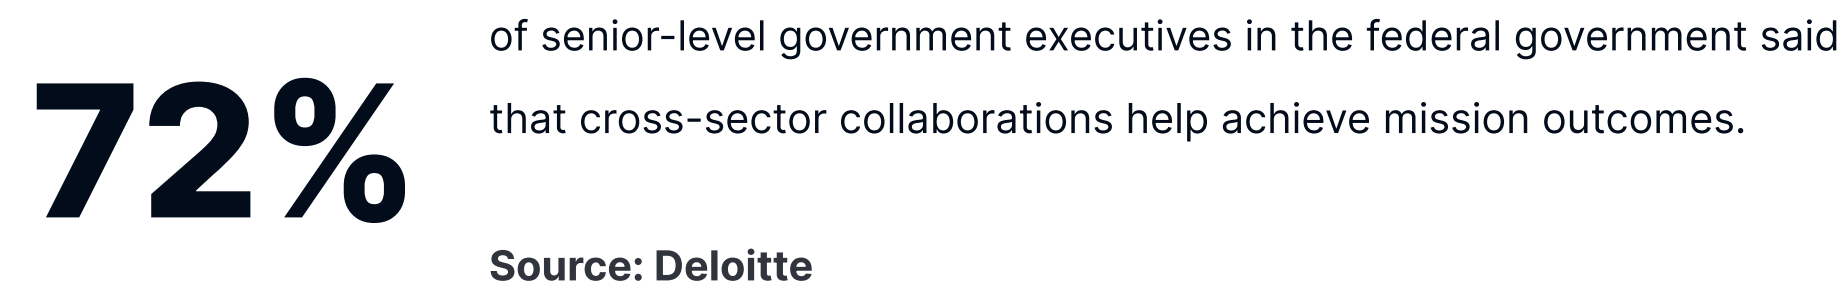 72%
of senior-level government executives in the federal government said
that cross-sector collaborations help achieve mission outcomes.
Source: Deloitte